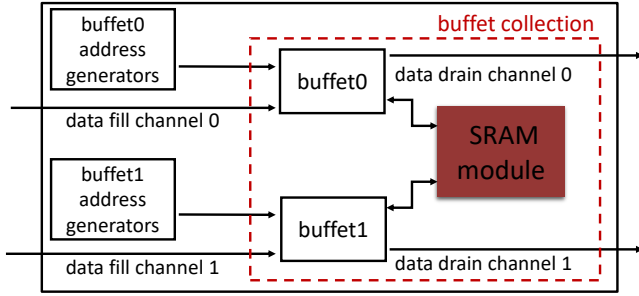 buffet collection
buffet0
address
generators
buffet0
data drain channel 0
data fill channel 0
SRAM
module
buffet1
address
generators
buffet1
data fill channel 1
data drain channel 1